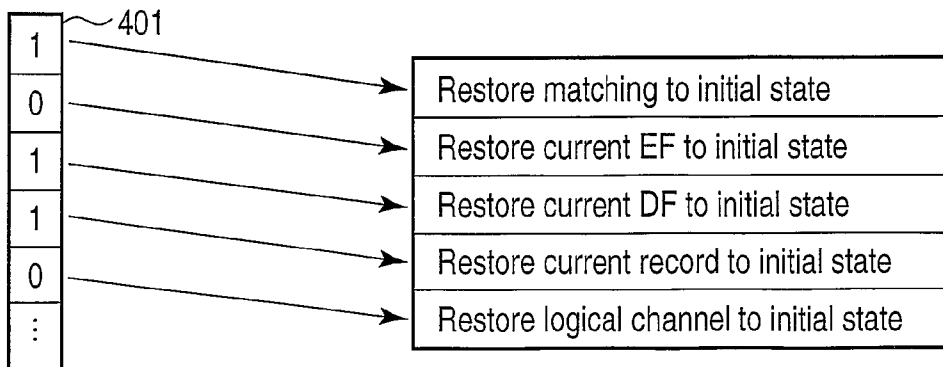 401
1
0
1
1
0
⋮
Restore matching to initial state
Restore current EF to initial state
Restore current DF to initial state
Restore current record to initial state
Restore logical channel to initial state